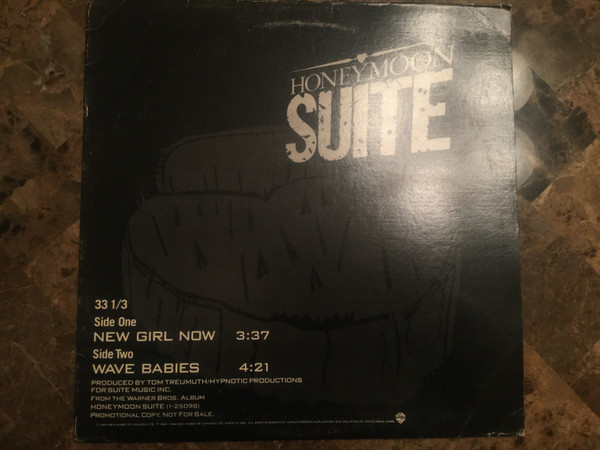 HONEYMOON
SUITE
33 1/3
Side One
NEW GIRL NOW 3:37
Side Two
WAVE BABIES 4:21
PRODUCED BY TOM TREUMUTH/HYPNOTIC PRODUCTIONS
FOR SUITE MUSIC INC.
FROM THE WARNER BROS. ALBUM
HONEYMOON SUITE (1-25098)
PROMOTIONAL COPY, NOT FOR SALE.